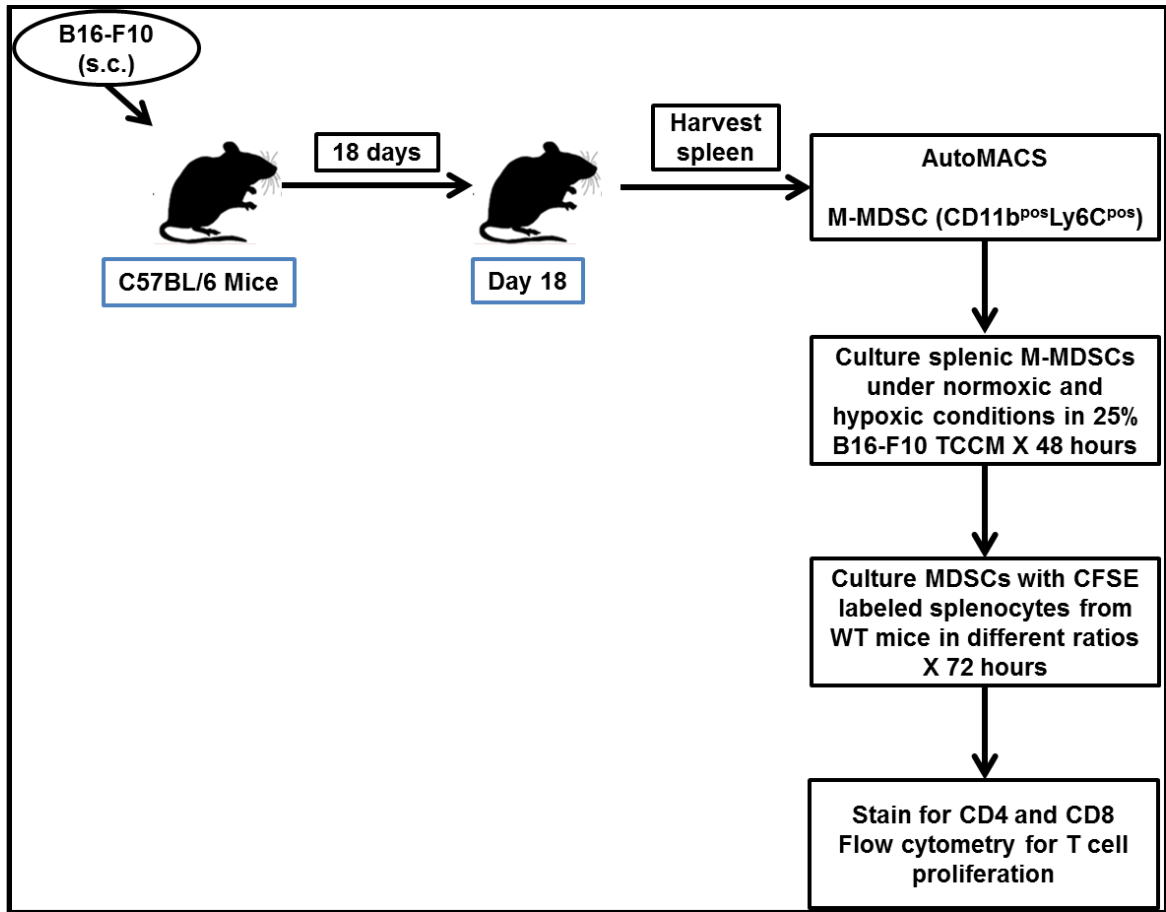 B16-F10
(s.c.)
18 days
Harvest
spleen
C57BL/6 Mice
Day 18
AutoMACS
M-MDSC (CD11bᵖᵒˢLy6Cᵖᵒˢ)
Culture splenic M-MDSCs
under normoxic and
hypoxic conditions in 25%
B16-F10 TCCM X 48 hours
Culture MDSCs with CFSE
labeled splenocytes from
WT mice in different ratios
X 72 hours
Stain for CD4 and CD8
Flow cytometry for T cell
proliferation